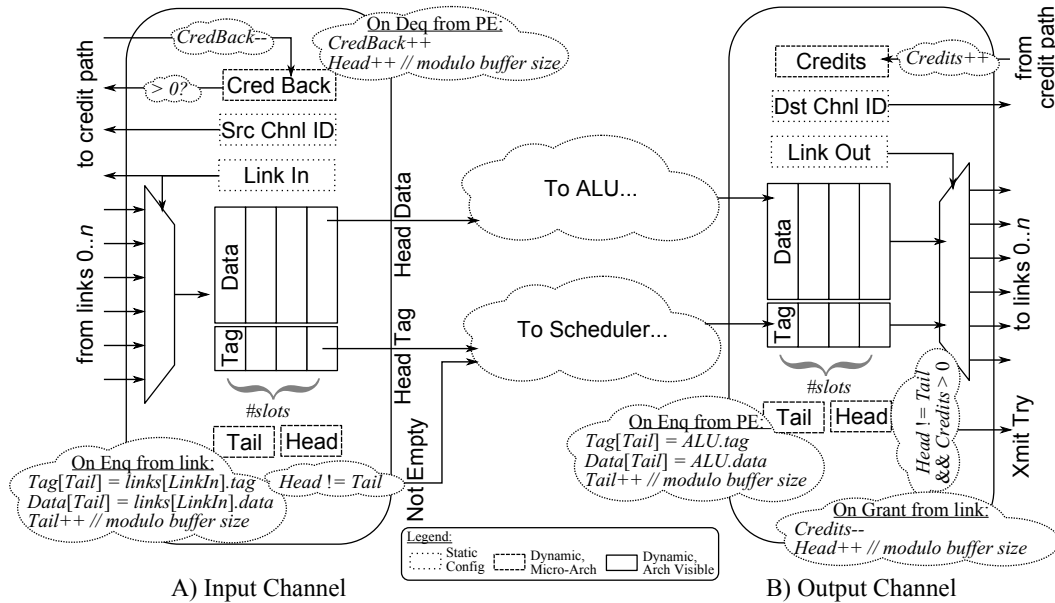 On Deq from PE:
CredBack++
Head++ // modulo buffer size
CredBack--
to credit path
> 0?
Cred Back
Src Chnl ID
Link In
from links 0..n
Data
Tag
#slots
Tail
Head
Head Data
Head Tag
Not Empty
On Enq from link:
Tag[Tail] = links[LinkIn].tag
Data[Tail] = links[LinkIn].data
Tail++ // modulo buffer size
Head != Tail
A) Input Channel
To ALU...
To Scheduler...
Legend:
Static Config
Dynamic, Micro-Arch
Dynamic, Arch Visible
Credits
Credits++
from credit path
Dst Chnl ID
Link Out
Data
Tag
to links 0..n
#slots
Tail
Head
On Enq from PE:
Tag[Tail] = ALU.tag
Data[Tail] = ALU.data
Tail++ // modulo buffer size
Head != Tail
&& Credits > 0
Xmit Try
On Grant from link:
Credits--
Head++ // modulo buffer size
B) Output Channel